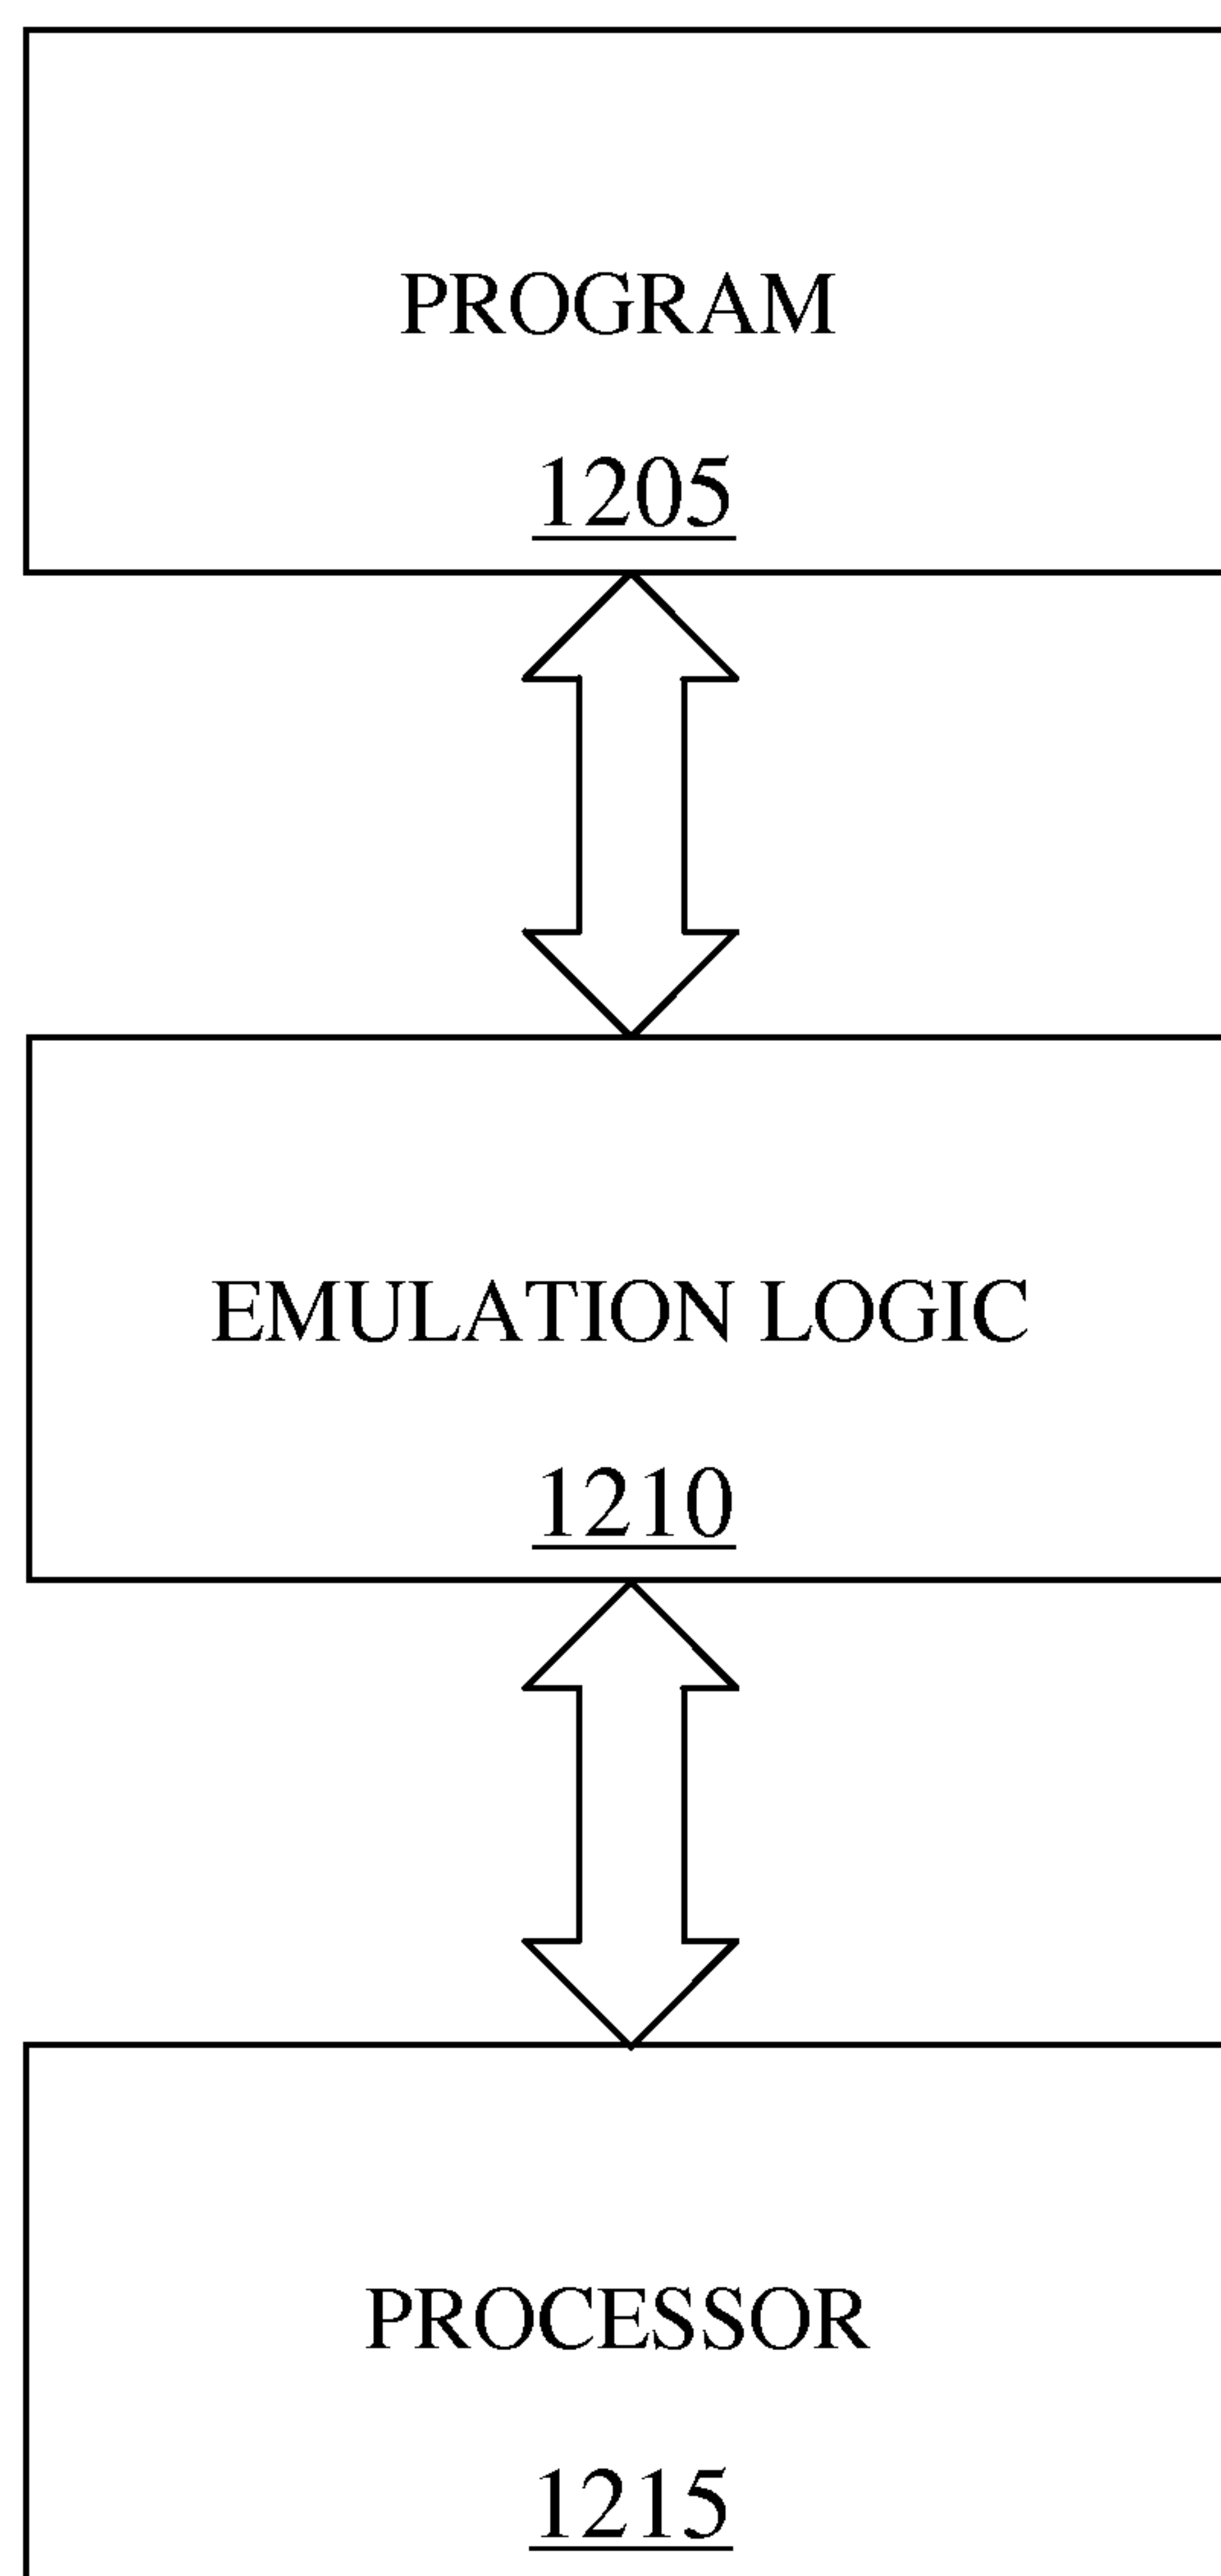 PROGRAM
1205
EMULATION LOGIC
1210
PROCESSOR
1215